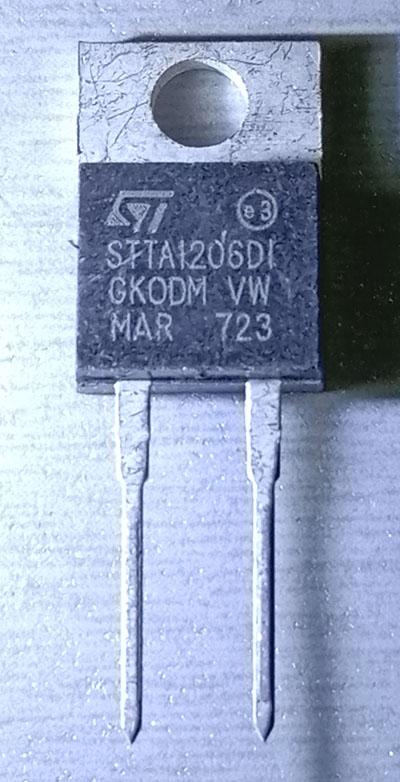 ST e3
STTA1206DI
GKODM VW
MAR 723